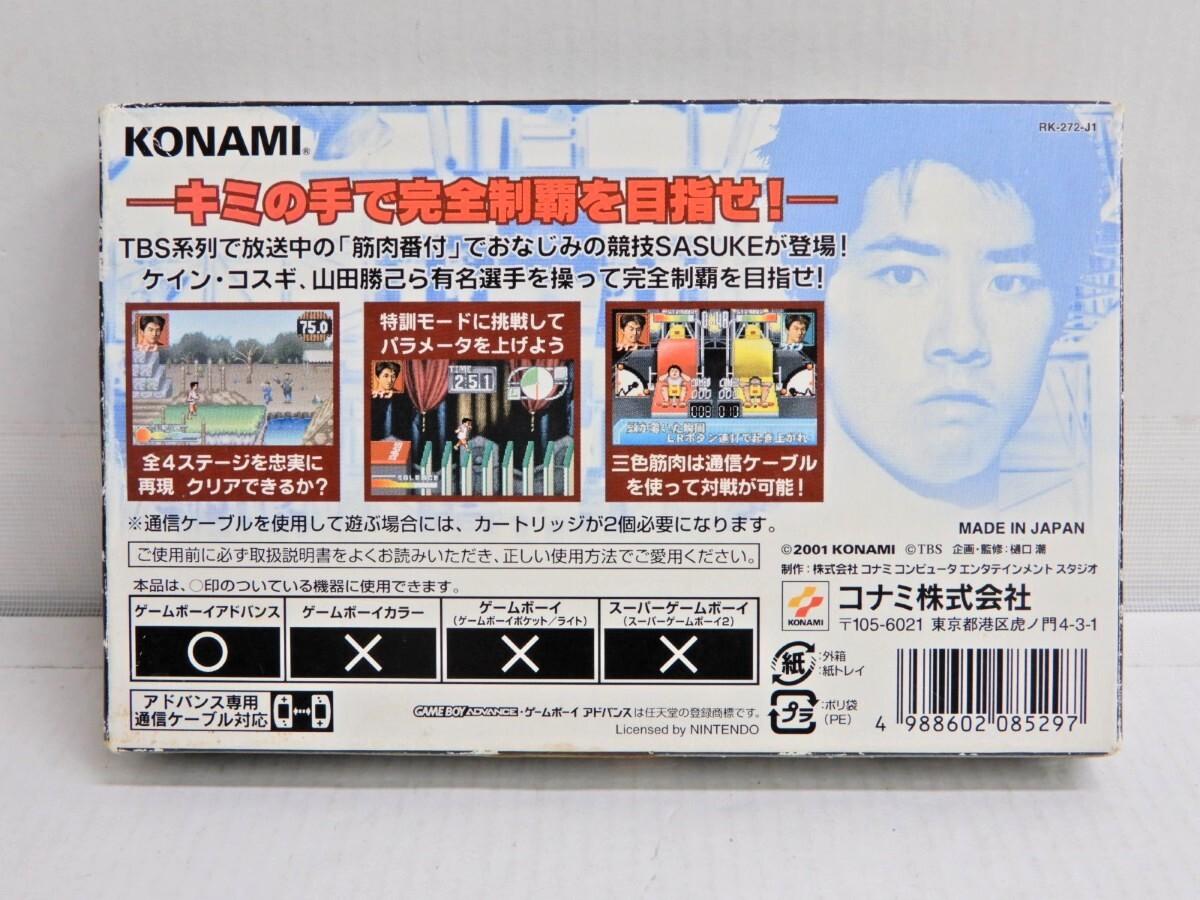 KONAMI®
RK-272-J1
―キミの手で完全制覇を目指せ!―
TBS系列で放送中の「筋肉番付」でおなじみの競技SASUKEが登場!
ケイン・コスギ、山田勝己ら有名選手を操って完全制覇を目指せ!
75.0
ケイン
全4ステージを忠実に
再現 クリアできるか?
特訓モードに挑戦して
パラメータを上げよう
TIME
251
ケイン
三色筋肉は通信ケーブル
を使って対戦が可能!
ケイン
008 010
頭が着いた瞬間
LRボタン連打で起き上がれ
※通信ケーブルを使用して遊ぶ場合には、カートリッジが2個必要になります。
ご使用前に必ず取扱説明書をよくお読みいただき、正しい使用方法でご愛用ください。
本品は、○印のついている機器に使用できます。
ゲームボーイアドバンス
○
ゲームボーイカラー
×
ゲームボーイ
(ゲームボーイポケット/ライト)
×
スーパーゲームボーイ
(スーパーゲームボーイ2)
×
アドバンス専用
通信ケーブル対応
GAME BOY ADVANCE・ゲームボーイ アドバンスは任天堂の登録商標です。
Licensed by NINTENDO
MADE IN JAPAN
©2001 KONAMI ©TBS 企画・監修:樋口 潮
制作:株式会社 コナミ コンピュータ エンタテインメント スタジオ
KONAMI
コナミ株式会社
〒105-6021 東京都港区虎ノ門4-3-1
紙
:外箱
:紙トレイ
プラ
:ポリ袋
(PE)
4 988602 085297